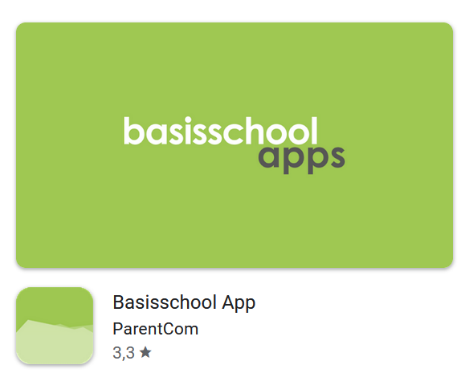 basisschool
apps
Basisschool App
ParentCom
3,3 ★